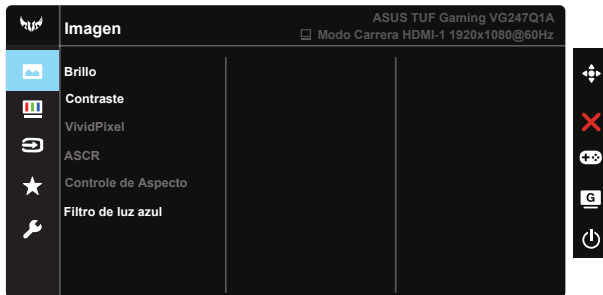 Imagen
ASUS TUF Gaming VG247Q1A
Modo Carrera HDMI-1 1920x1080@60Hz
Brillo
Contraste
VividPixel
ASCR
Controle de Aspecto
Filtro de luz azul
G